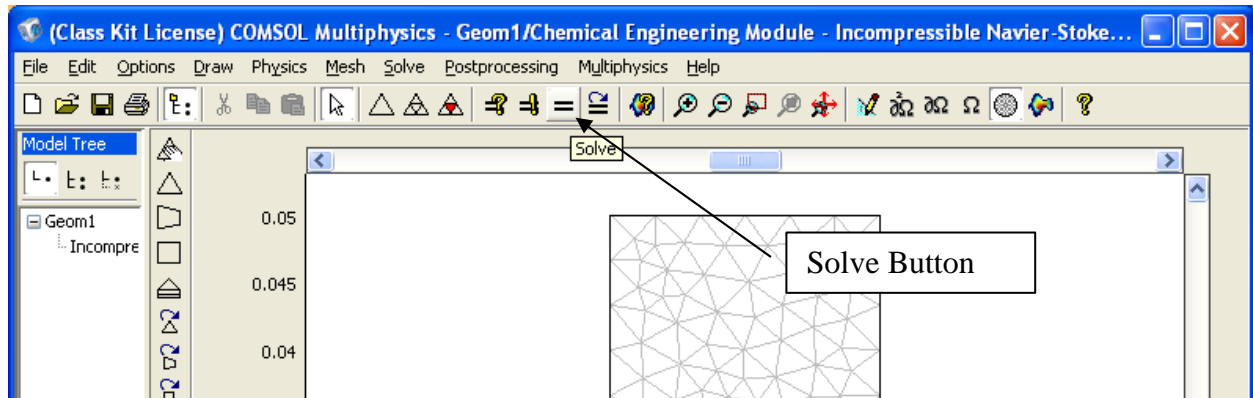 (Class Kit License) COMSOL Multiphysics - Geom1/Chemical Engineering Module - Incompressible Navier-Stoke...
File Edit Options Draw Physics Mesh Solve Postprocessing Multiphysics Help
Model Tree
Solve
Geom1
Incompre
0.05
0.045
0.04
Solve Button